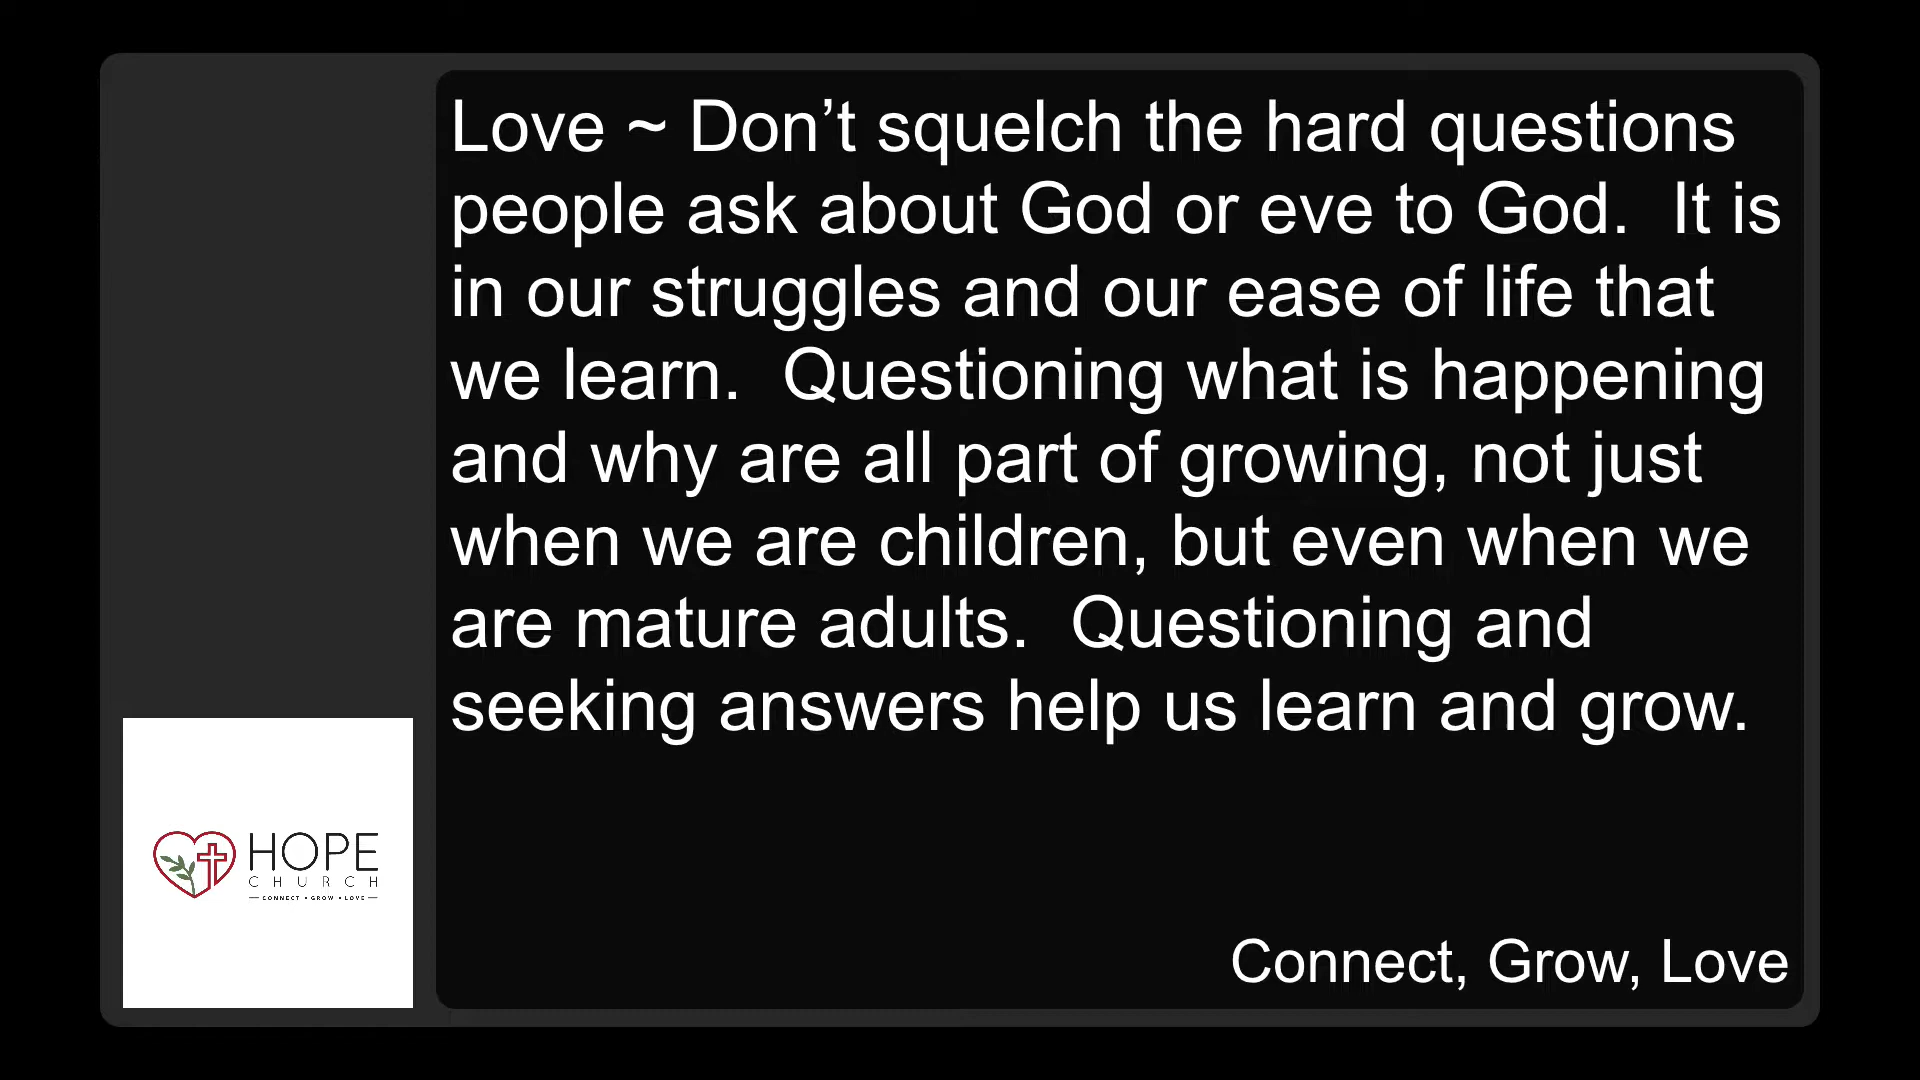 Love ~ Don’t squelch the hard questions
people ask about God or eve to God.  It is
in our struggles and our ease of life that
we learn.  Questioning what is happening
and why are all part of growing, not just
when we are children, but even when we
are mature adults.  Questioning and
seeking answers help us learn and grow.
HOPE
CHURCH
CONNECT • GROW • LOVE
Connect, Grow, Love